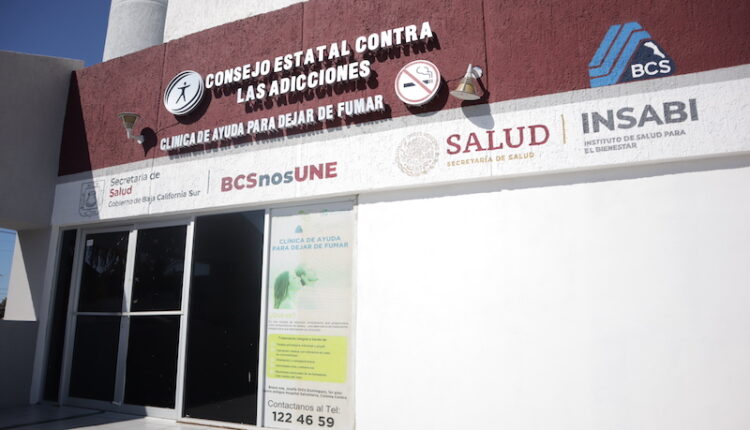 CONSEJO ESTATAL CONTRA
LAS ADICCIONES
CLINICA DE AYUDA PARA DEJAR DE FUMAR
BCS
Secretaría de
Salud
Gobierno de Baja California Sur
BCSnosUNE
SALUD
SECRETARÍA DE SALUD
INSABI
INSTITUTO DE SALUD PARA
EL BIENESTAR
CLÍNICA DE AYUDA
PARA DEJAR DE FUMAR
Contactanos al Tel:
122 46 59